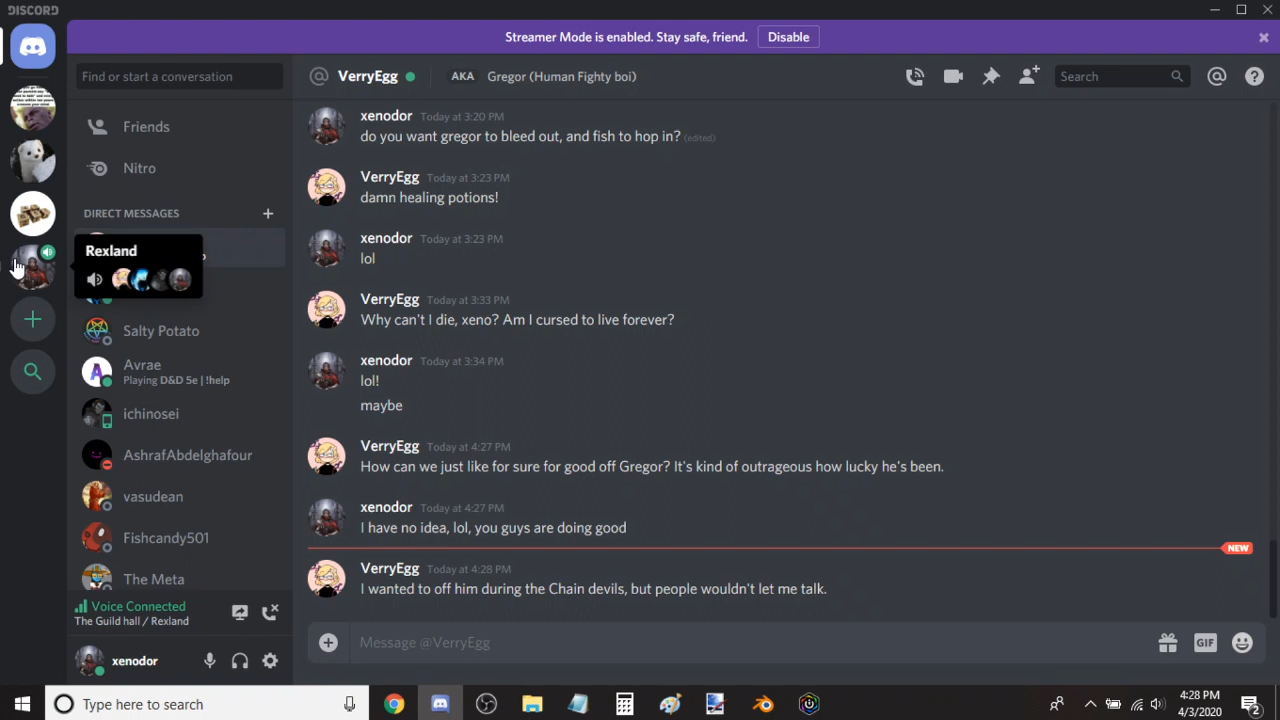 DISCORD
Streamer Mode is enabled. Stay safe, friend.
Disable
Find or start a conversation
VerryEgg
AKA
Gregor (Human Fighty boi)
Search
Friends
Nitro
DIRECT MESSAGES
Rexland
Salty Potato
Avrae
Playing D&D 5e | !help
ichinosei
AshrafAbdelghafour
vasudean
Fishcandy501
The Meta
Voice Connected
The Guild hall / Rexland
xenodor
xenodor Today at 3:20 PM
do you want gregor to bleed out, and fish to hop in? (edited)
VerryEgg Today at 3:23 PM
damn healing potions!
xenodor Today at 3:23 PM
lol
VerryEgg Today at 3:33 PM
Why can't I die, xeno? Am I cursed to live forever?
xenodor Today at 3:34 PM
lol!
maybe
VerryEgg Today at 4:27 PM
How can we just like for sure for good off Gregor? It's kind of outrageous how lucky he's been.
xenodor Today at 4:27 PM
I have no idea, lol, you guys are doing good
NEW
VerryEgg Today at 4:28 PM
I wanted to off him during the Chain devils, but people wouldn't let me talk.
Message @VerryEgg
GIF
Type here to search
4:28 PM
4/3/2020
2